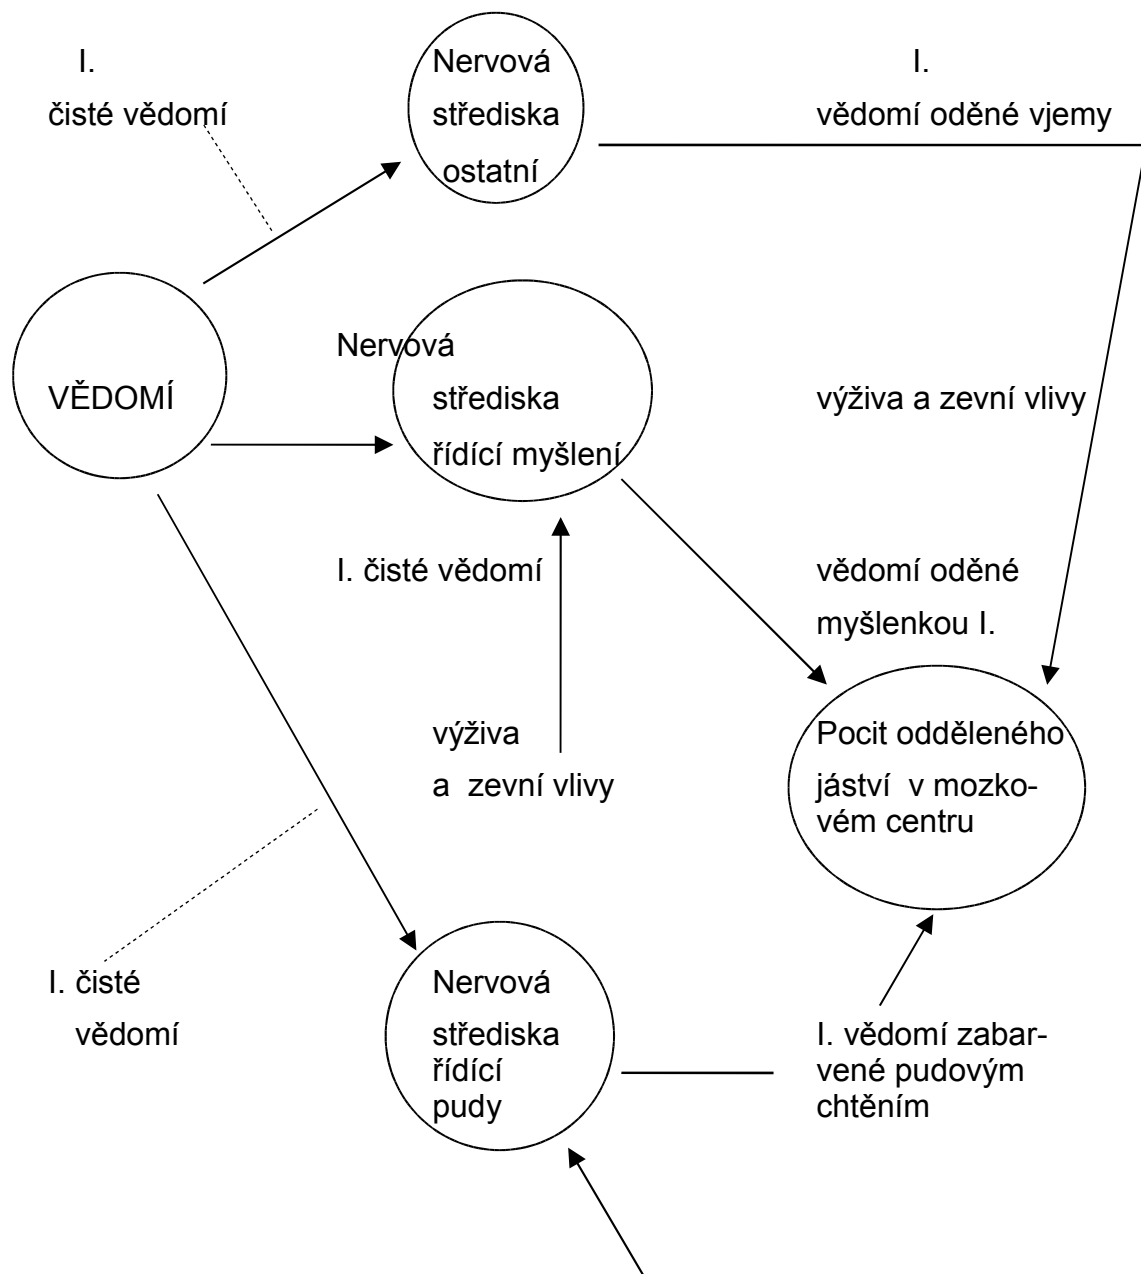 I.
čisté vědomí
Nervová
střediska
ostatní
I.
vědomí oděné vjemy
VĚDOMÍ
Nervová
střediska
řídící myšlení
výživa a zevní vlivy
I. čisté vědomí
vědomí oděné
myšlenkou I.
výživa
a zevní vlivy
Pocit odděleného
jáství v mozko-
vém centru
I. čisté
vědomí
Nervová
střediska
řídící
pudy
I. vědomí zabar-
vené pudovým
chtěním